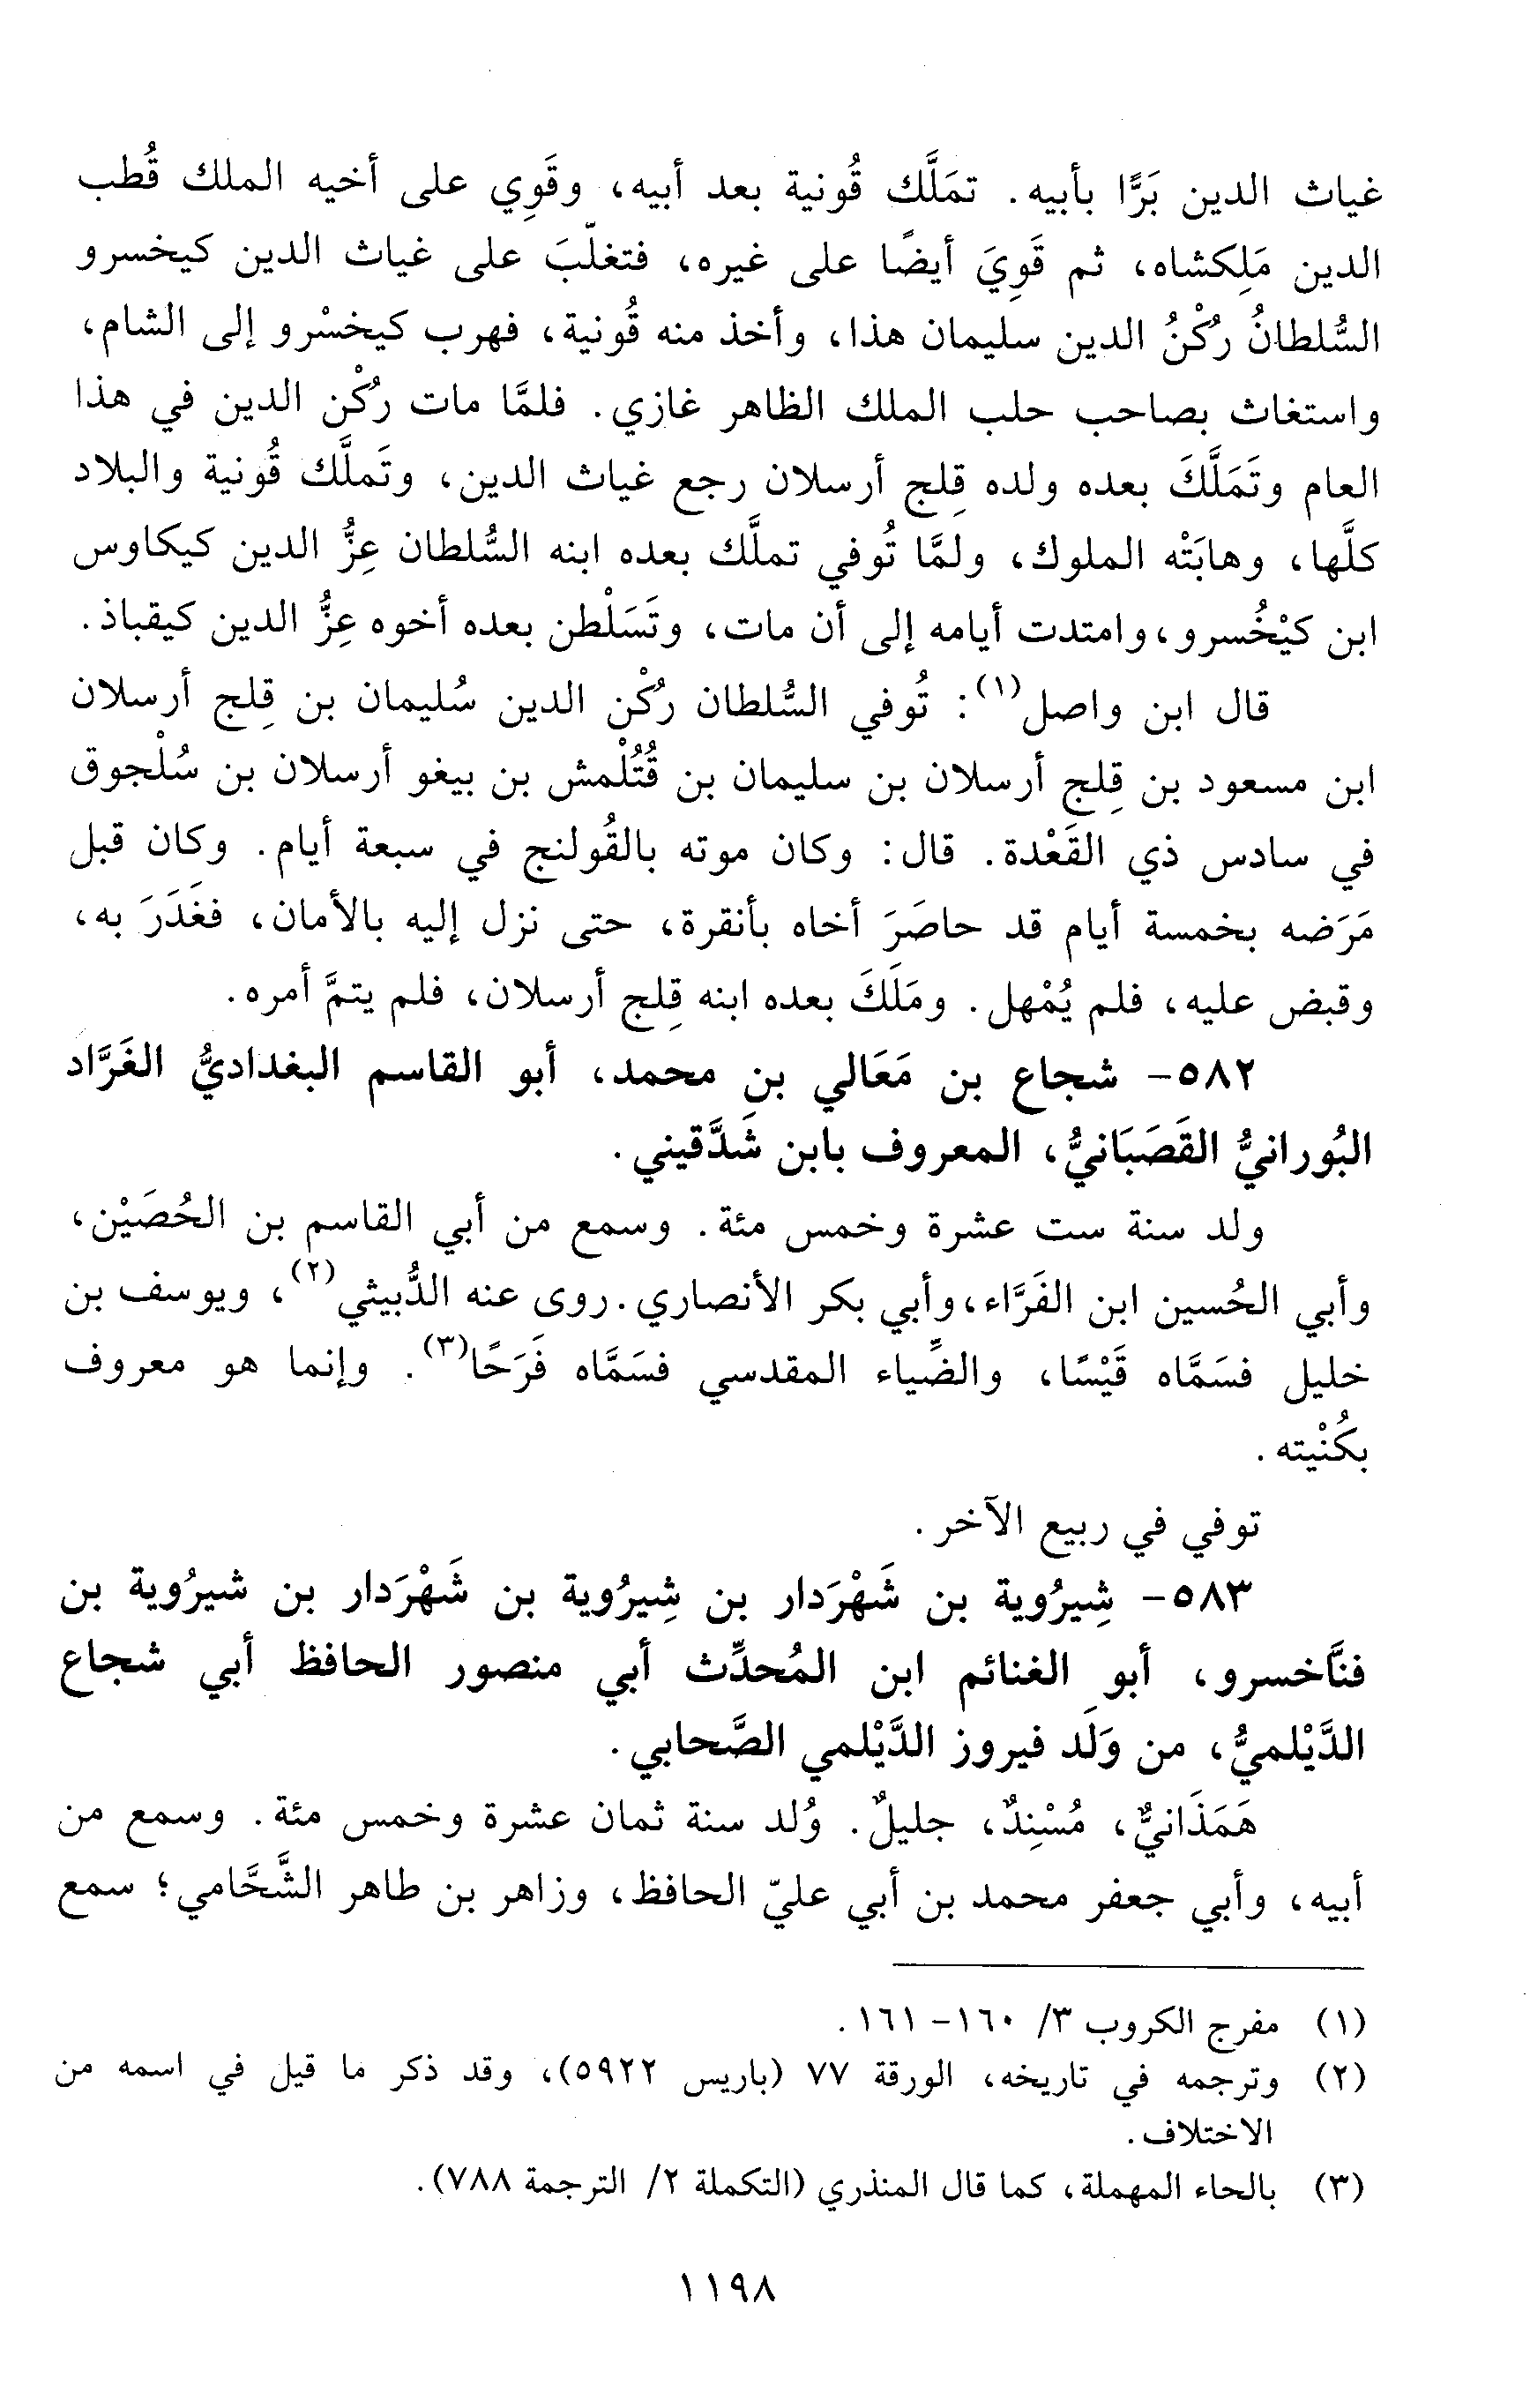 غياث الدين بَرًّا بأبيه. تمَلَّك قُونية بعد أبيه، وقَوِي على أخيه الملك قُطب
الدين مَلِكشاه، ثم قَوِيَ أيضًا على غيره، فتغلّبَ على غياث الدين كيخسرو
السُّلطانُ رُكْنُ الدين سليمان هذا، وأخذ منه قُونية، فهرب كيخسْرو إلى الشام،
واستغاث بصاحب حلب الملك الظاهر غازي. فلمَّا مات رُكْن الدين في هذا
العام وتَمَلَّكَ بعده ولده قِلج أرسلان رجع غياث الدين، وتَملَّك قُونية والبلاد
كلَّها، وهابَتْه الملوك، ولمَّا تُوفي تملَّك بعده ابنه السُّلطان عِزُّ الدين كيكاوس
ابن كيْخُسرو، وامتدت أيامه إلى أن مات، وتَسَلْطن بعده أخوه عِزُّ الدين كيقباذ.
قال ابن واصل(١): تُوفي السُّلطان رُكْن الدين سُليمان بن قِلج أرسلان
ابن مسعود بن قِلج أرسلان بن سليمان بن قُتُلْمش بن بيغو أرسلان بن سُلْجوق
في سادس ذي القَعْدة. قال: وكان موته بالقُولنج في سبعة أيام. وكان قبل
مَرَضه بخمسة أيام قد حاصَرَ أخاه بأنقرة، حتى نزل إليه بالأمان، فغَدَرَ به،
وقبض عليه، فلم يُمْهل. ومَلَكَ بعده ابنه قِلج أرسلان، فلم يتمَّ أمره.
٥٨٢- شجاع بن مَعَالي بن محمد، أبو القاسم البغداديُّ الغَرَّاد
البُورانيُّ القَصَبَانيُّ، المعروف بابن شَدَّقيني.
ولد سنة ست عشرة وخمس مئة. وسمع من أبي القاسم بن الحُصَيْن،
وأبي الحُسين ابن الفَرَّاء، وأبي بكر الأنصاري. روى عنه الدُّبيثي(٢)، ويوسف بن
خليل فسَمَّاه قَيْسًا، والضِّياء المقدسي فسَمَّاه فَرَحًا(٣). وإنما هو معروف
بكُنْيته.
توفي في ربيع الآخر.
٥٨٣- شِيرُوية بن شَهْرَدار بن شِيرُوية بن شَهْرَدار بن شيرُوية بن
فنَّاخسرو، أبو الغنائم ابن المُحدِّث أبي منصور الحافظ أبي شجاع
الدَّيْلميُّ، من وَلَد فيروز الدَّيْلمي الصَّحابي.
هَمَذَانيٌّ، مُسْنِدٌ، جليلٌ. وُلد سنة ثمان عشرة وخمس مئة. وسمع من
أبيه، وأبي جعفر محمد بن أبي عليّ الحافظ، وزاهر بن طاهر الشَّحَّامي؛ سمع
(١) مفرج الكروب ٣/ ١٦٠- ١٦١.
(٢) وترجمه في تاريخه، الورقة ٧٧ (باريس ٥٩٢٢)، وقد ذكر ما قيل في اسمه من
الاختلاف.
(٣) بالحاء المهملة، كما قال المنذري (التكملة ٢/ الترجمة ٧٨٨).
١١٩٨